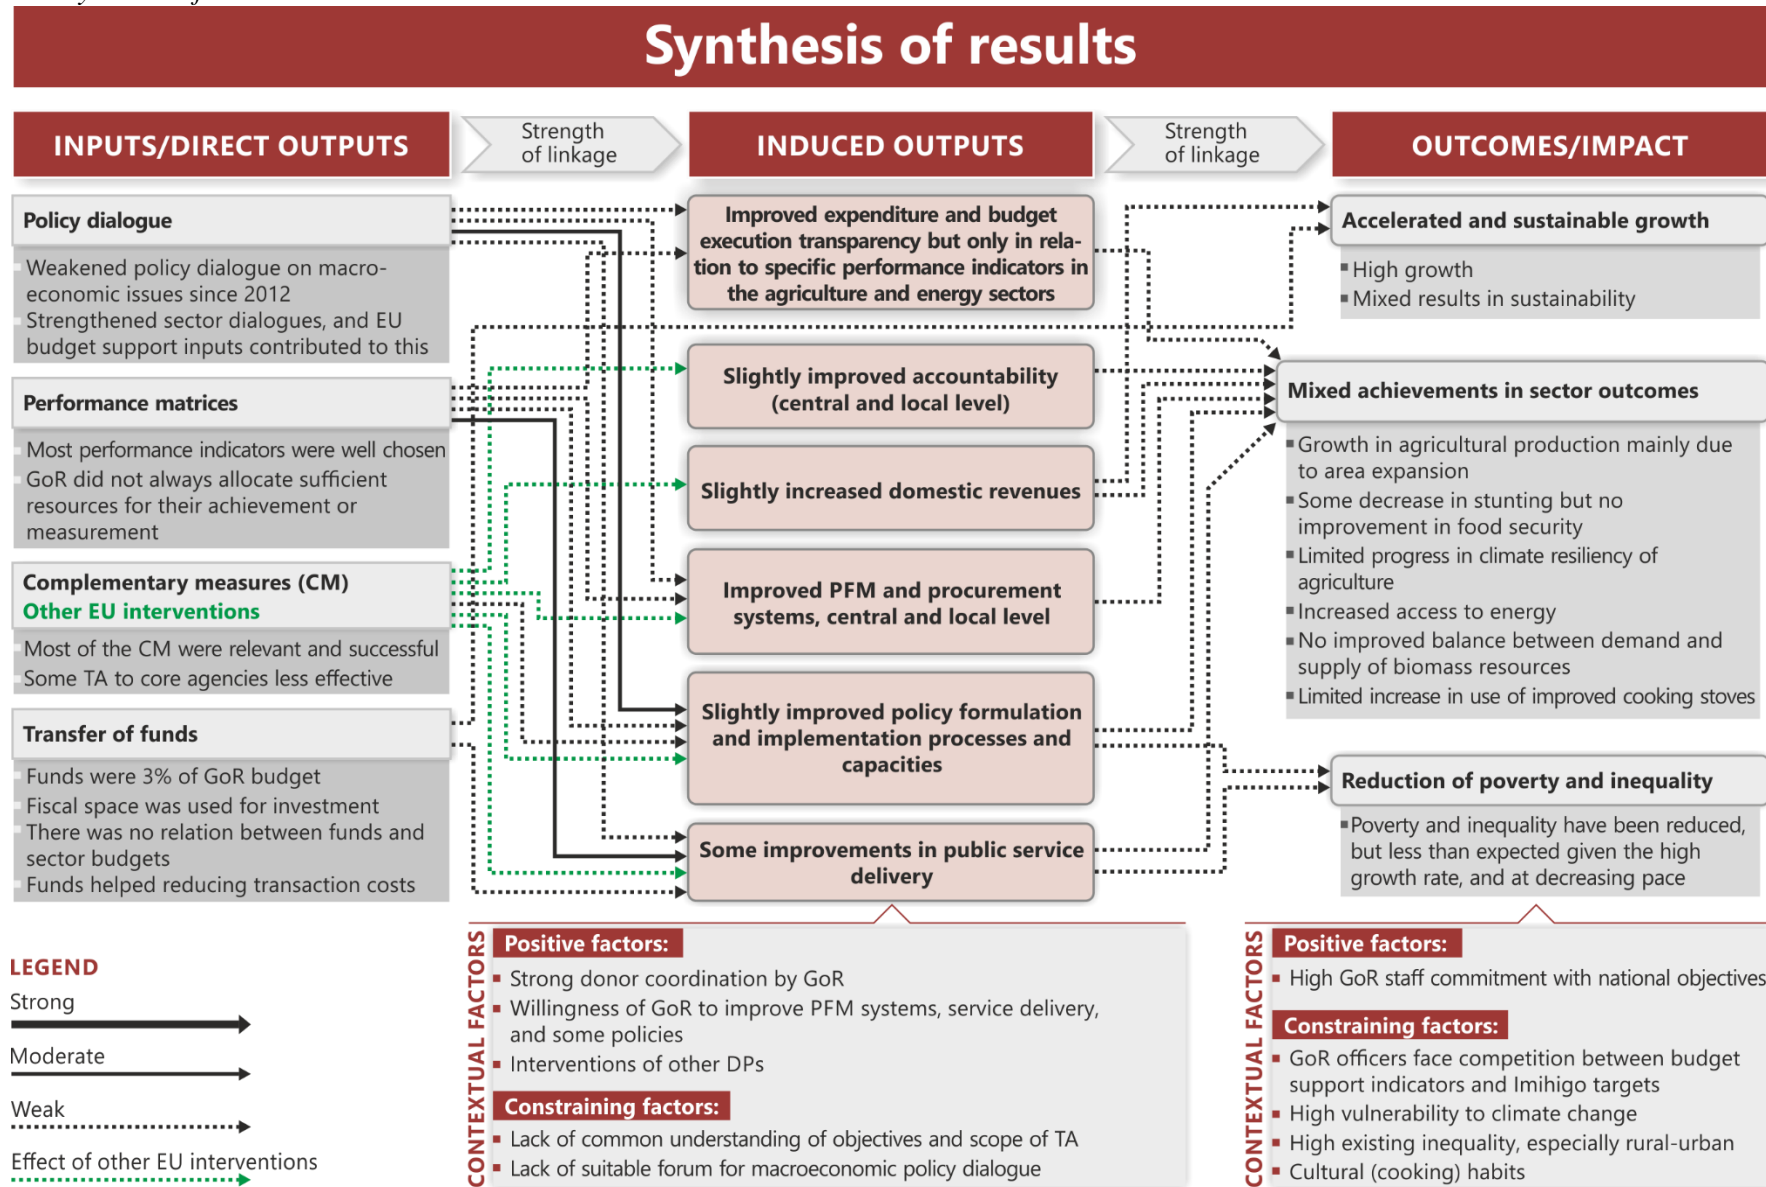 Synthesis of results
INPUTS/DIRECT OUTPUTS
Strength
of linkage
INDUCED OUTPUTS
Strength
of linkage
OUTCOMES/IMPACT
Policy dialogue
Weakened policy dialogue on macro-
economic issues since 2012
Strengthened sector dialogues, and EU
budget support inputs contributed to this
Performance matrices
Most performance indicators were well chosen
GoR did not always allocate sufficient
resources for their achievement or
measurement
Complementary measures (CM)
Other EU interventions
Most of the CM were relevant and successful
Some TA to core agencies less effective
Transfer of funds
Funds were 3% of GoR budget
Fiscal space was used for investment
There was no relation between funds and
sector budgets
Funds helped reducing transaction costs
Improved expenditure and budget
execution transparency but only in rela-
tion to specific performance indicators in
the agriculture and energy sectors
Slightly improved accountability
(central and local level)
Slightly increased domestic revenues
Improved PFM and procurement
systems, central and local level
Slightly improved policy formulation
and implementation processes and
capacities
Some improvements in public service
delivery
Accelerated and sustainable growth
High growth
Mixed results in sustainability
Mixed achievements in sector outcomes
Growth in agricultural production mainly due
to area expansion
Some decrease in stunting but no
improvement in food security
Limited progress in climate resiliency of
agriculture
Increased access to energy
No improved balance between demand and
supply of biomass resources
Limited increase in use of improved cooking stoves
Reduction of poverty and inequality
Poverty and inequality have been reduced,
but less than expected given the high
growth rate, and at decreasing pace
LEGEND
Strong
Moderate
Weak
Effect of other EU interventions
CONTEXTUAL FACTORS
Positive factors:
Strong donor coordination by GoR
Willingness of GoR to improve PFM systems, service delivery,
and some policies
Interventions of other DPs
Constraining factors:
Lack of common understanding of objectives and scope of TA
Lack of suitable forum for macroeconomic policy dialogue
CONTEXTUAL FACTORS
Positive factors:
High GoR staff commitment with national objectives
Constraining factors:
GoR officers face competition between budget
support indicators and Imihigo targets
High vulnerability to climate change
High existing inequality, especially rural-urban
Cultural (cooking) habits